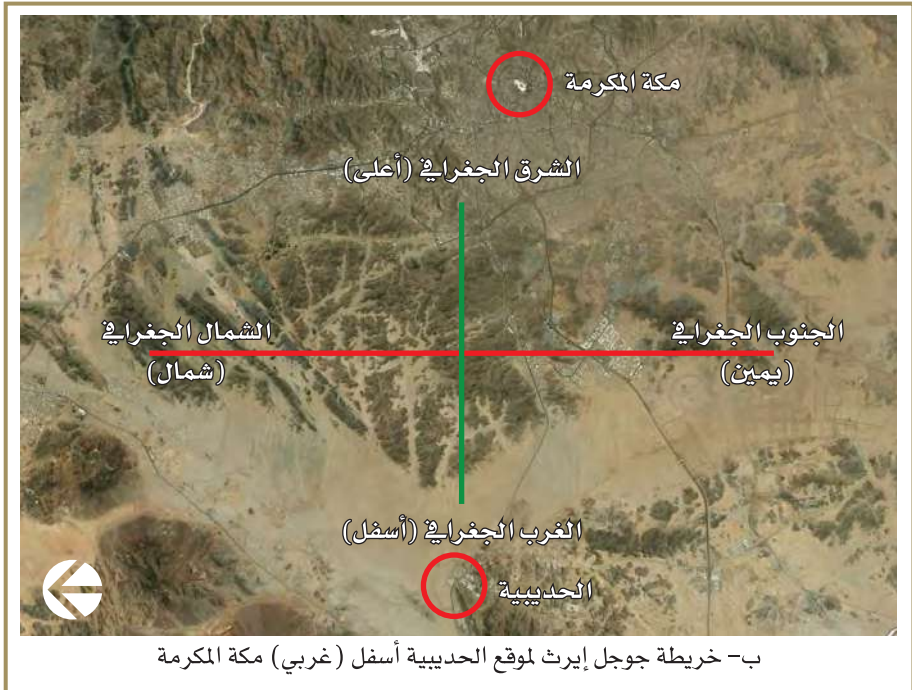 مكة المكرمة
الشرق الجغرافي (أعلى)
الجنوب الجغرافي
(يمين)
الشمال الجغرافي
(شمال)
الغرب الجغرافي (أسفل)
الحديبية
ب- خريطة جوجل إيرث لموقع الحديبية أسفل (غربي) مكة المكرمة